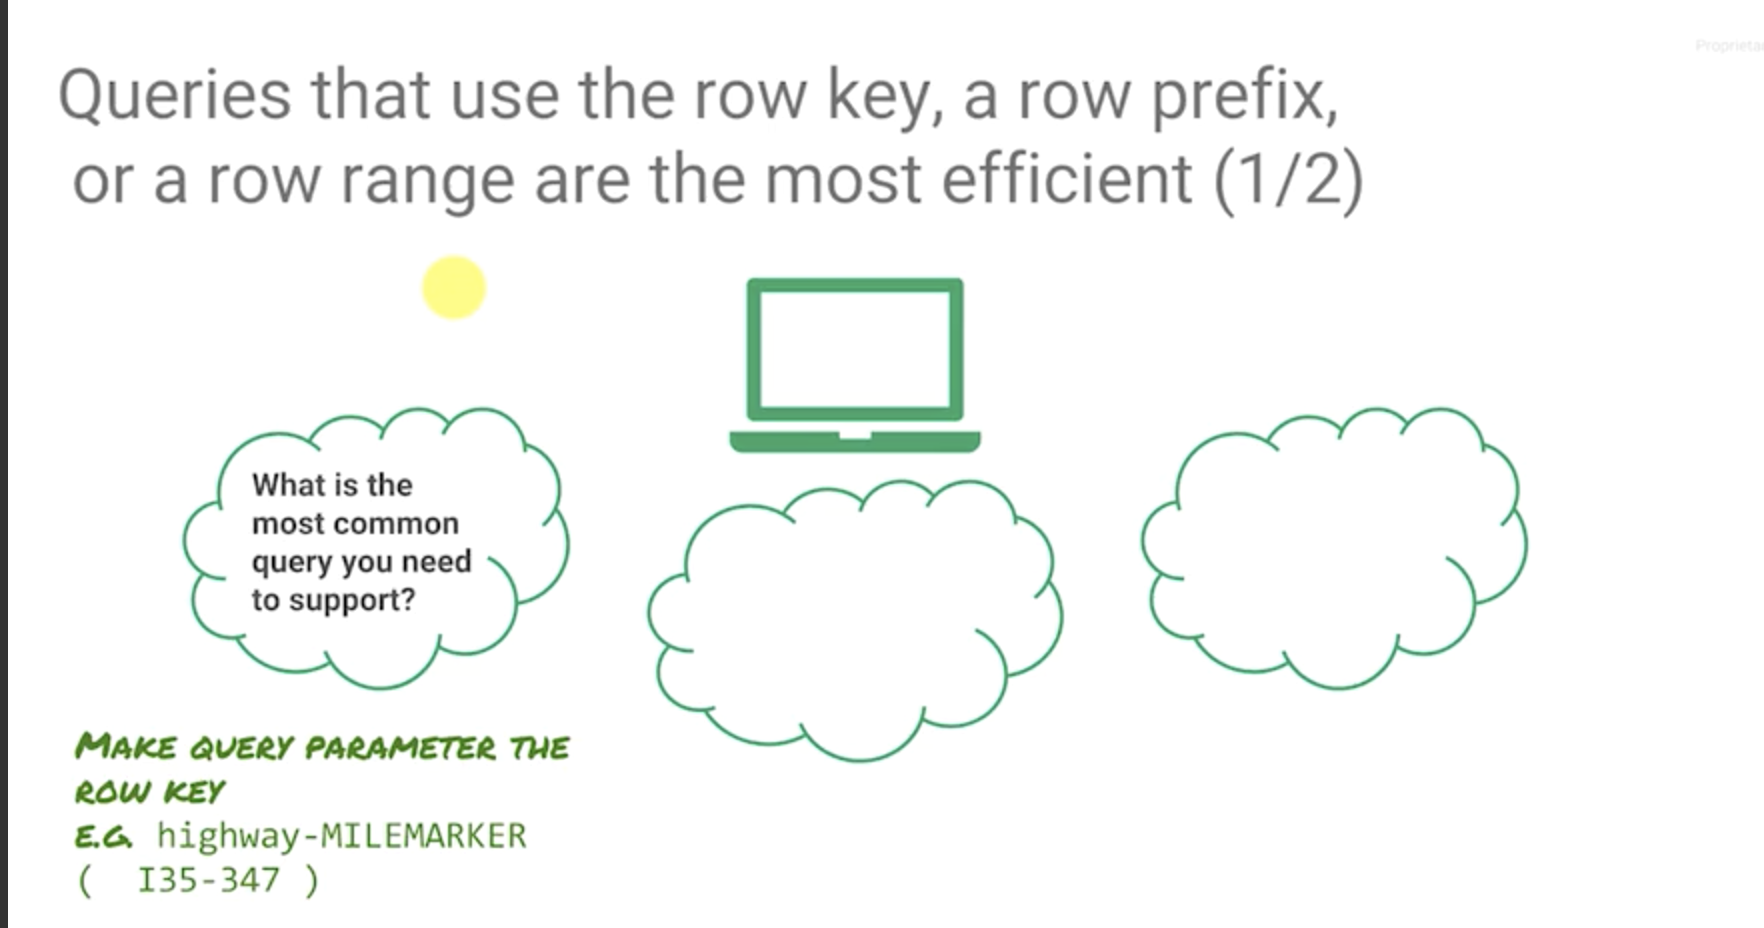 Proprieta
Queries that use the row key, a row prefix,
or a row range are the most efficient (1/2)
What is the
most common
query you need
to support?
MAKE QUERY PARAMETER THE
ROW KEY
E.G. highway-MILEMARKER
( I35-347 )